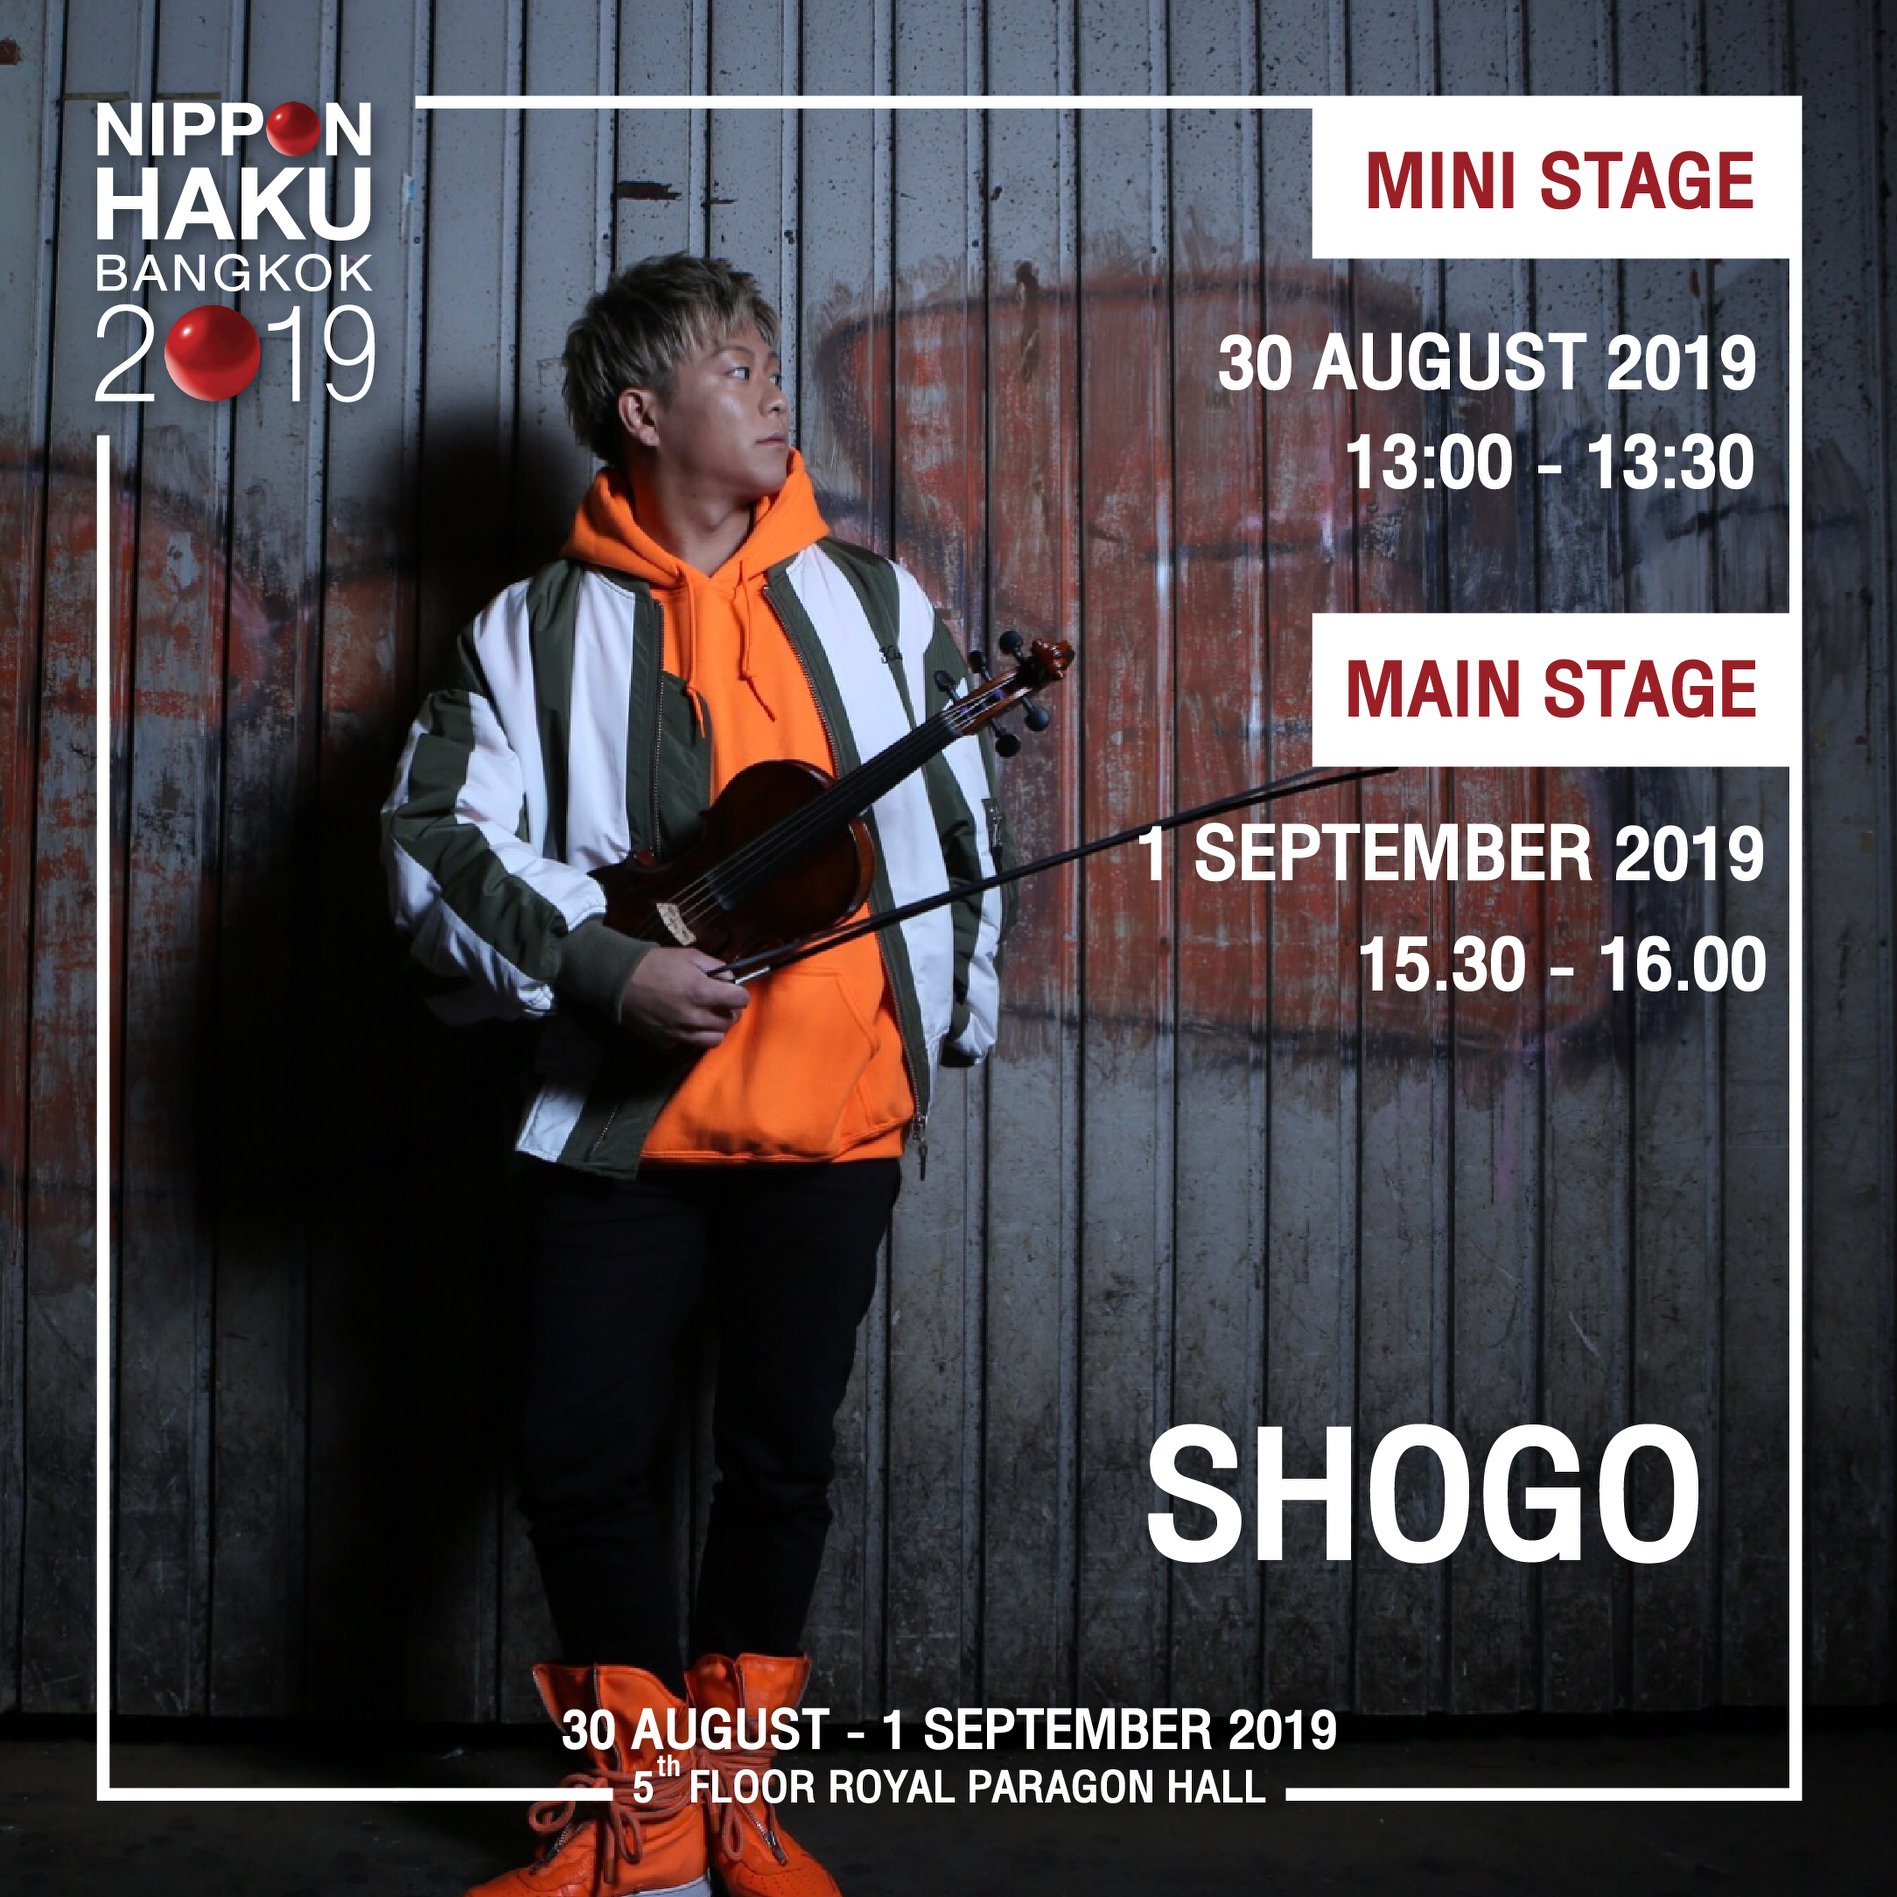 NIPPON
HAKU
BANGKOK
2019
MINI STAGE
30 AUGUST 2019
13:00 - 13:30
MAIN STAGE
1 SEPTEMBER 2019
15.30 - 16.00
SHOGO
30 AUGUST - 1 SEPTEMBER 2019
5th FLOOR ROYAL PARAGON HALL